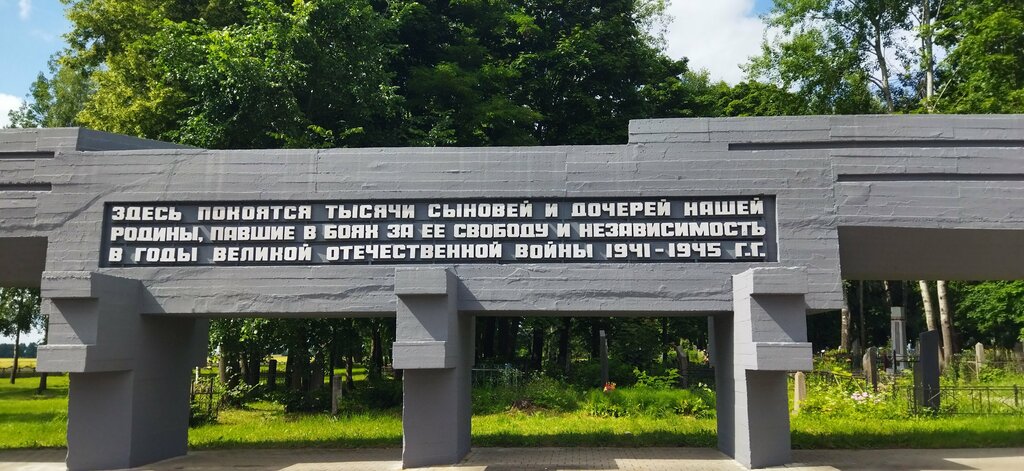 ЗДЕСЬ ПОКОЯТСЯ ТЫСЯЧИ СЫНОВЕЙ И ДОЧЕРЕЙ НАШЕЙ
РОДИНЫ, ПАВШИЕ В БОЯХ ЗА ЕЕ СВОБОДУ И НЕЗАВИСИМОСТЬ
В ГОДЫ ВЕЛИКОЙ ОТЕЧЕСТВЕННОЙ ВОЙНЫ 1941-1945 Г.Г.